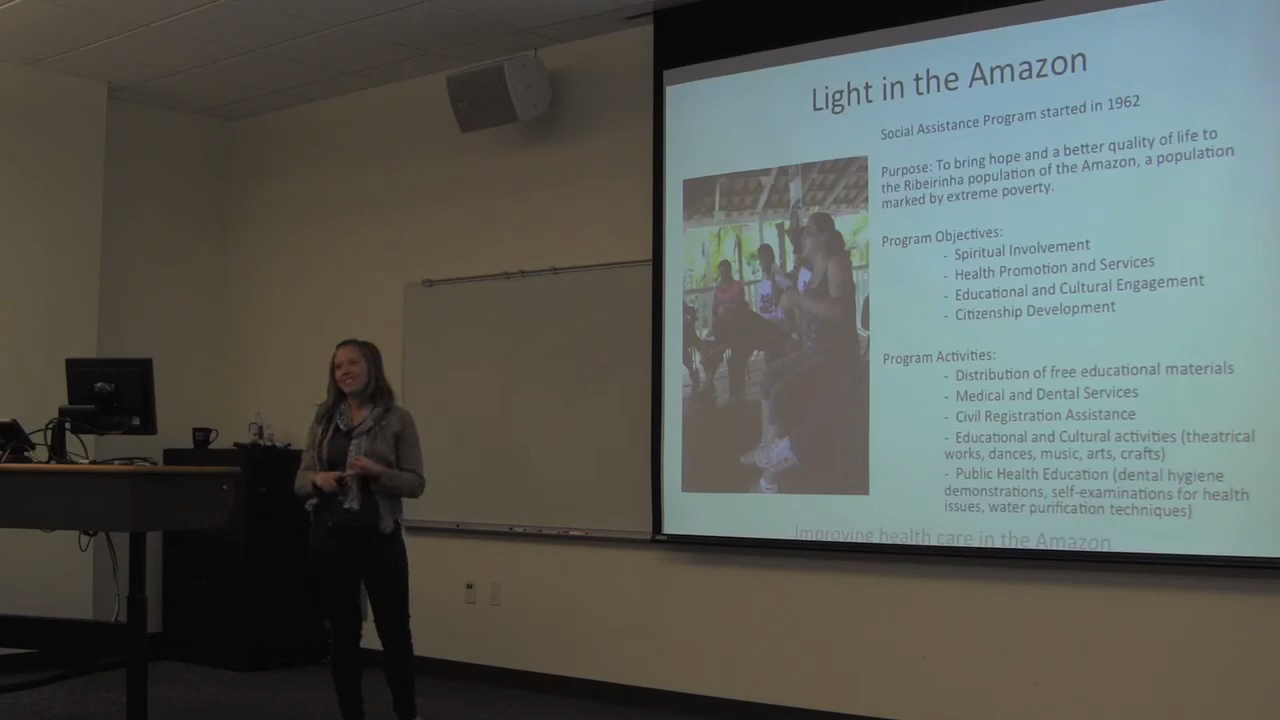 Light in the Amazon
Social Assistance Program started in 1962
Purpose: To bring hope and a better quality of life to
the Ribeirinha population of the Amazon, a population
marked by extreme poverty.
Program Objectives:
- Spiritual Involvement
- Health Promotion and Services
- Educational and Cultural Engagement
- Citizenship Development
Program Activities:
- Distribution of free educational materials
- Medical and Dental Services
- Civil Registration Assistance
- Educational and Cultural activities (theatrical
works, dances, music, arts, crafts)
- Public Health Education (dental hygiene
demonstrations, self-examinations for health
issues, water purification techniques)
Improving health care in the Amazon